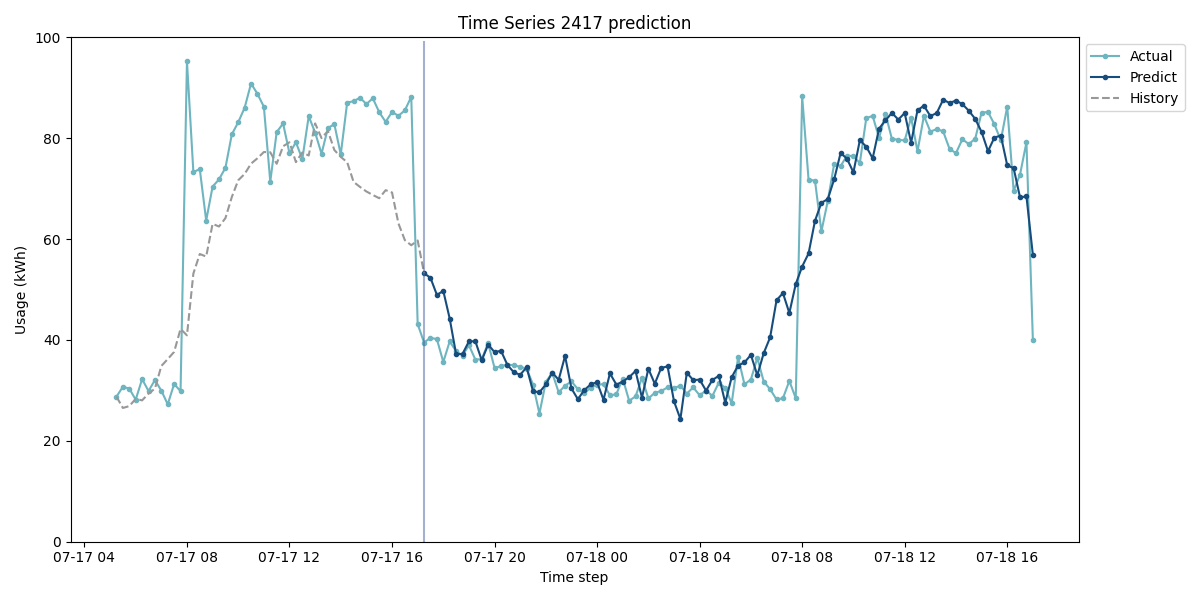 Time Series 2417 prediction
Usage (kWh)
100
80
60
40
20
0
07-17 04
07-17 08
07-17 12
07-17 16
07-17 20
07-18 00
07-18 04
07-18 08
07-18 12
07-18 16
Time step
Actual
Predict
History